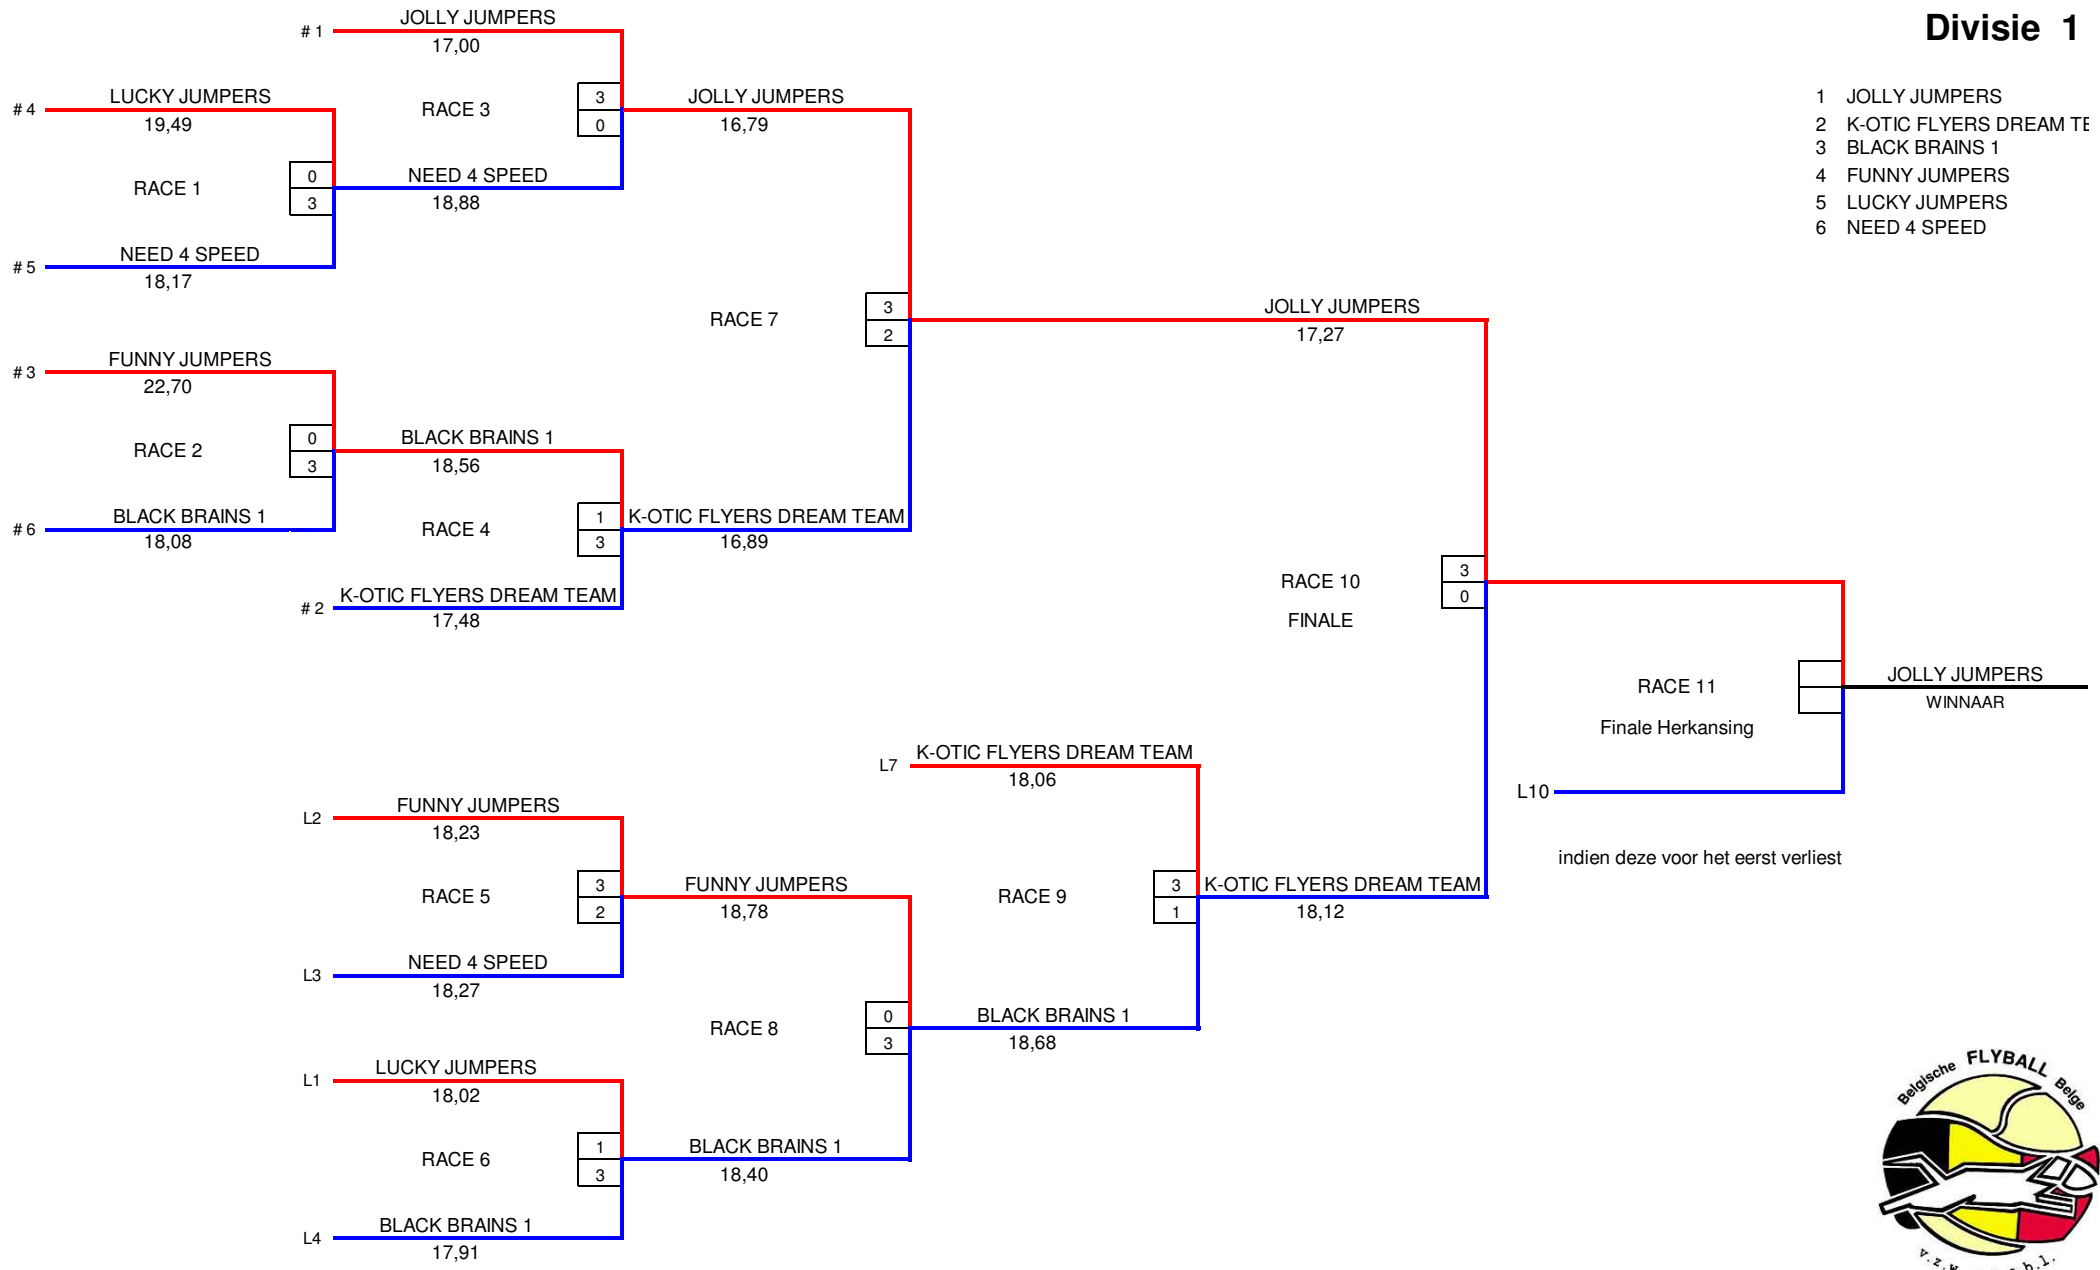 Divisie 1
1 JOLLY JUMPERS
2 K-OTIC FLYERS DREAM TE
3 BLACK BRAINS 1
4 FUNNY JUMPERS
5 LUCKY JUMPERS
6 NEED 4 SPEED
# 1 JOLLY JUMPERS
17,00
# 4 LUCKY JUMPERS
19,49
RACE 3
3
0
JOLLY JUMPERS
16,79
RACE 1
0
3
NEED 4 SPEED
18,88
# 5 NEED 4 SPEED
18,17
RACE 7
3
2
JOLLY JUMPERS
17,27
# 3 FUNNY JUMPERS
22,70
RACE 2
0
3
BLACK BRAINS 1
18,56
# 6 BLACK BRAINS 1
18,08
RACE 4
1
3
K-OTIC FLYERS DREAM TEAM
16,89
# 2 K-OTIC FLYERS DREAM TEAM
17,48
RACE 10
FINALE
3
0
RACE 11
Finale Herkansing
JOLLY JUMPERS
WINNAAR
L10
indien deze voor het eerst verliest
L7 K-OTIC FLYERS DREAM TEAM
18,06
L2 FUNNY JUMPERS
18,23
RACE 5
3
2
FUNNY JUMPERS
18,78
RACE 9
3
1
K-OTIC FLYERS DREAM TEAM
18,12
L3 NEED 4 SPEED
18,27
RACE 8
0
3
BLACK BRAINS 1
18,68
L1 LUCKY JUMPERS
18,02
RACE 6
1
3
BLACK BRAINS 1
18,40
L4 BLACK BRAINS 1
17,91
Belgische FLYBALL Belge